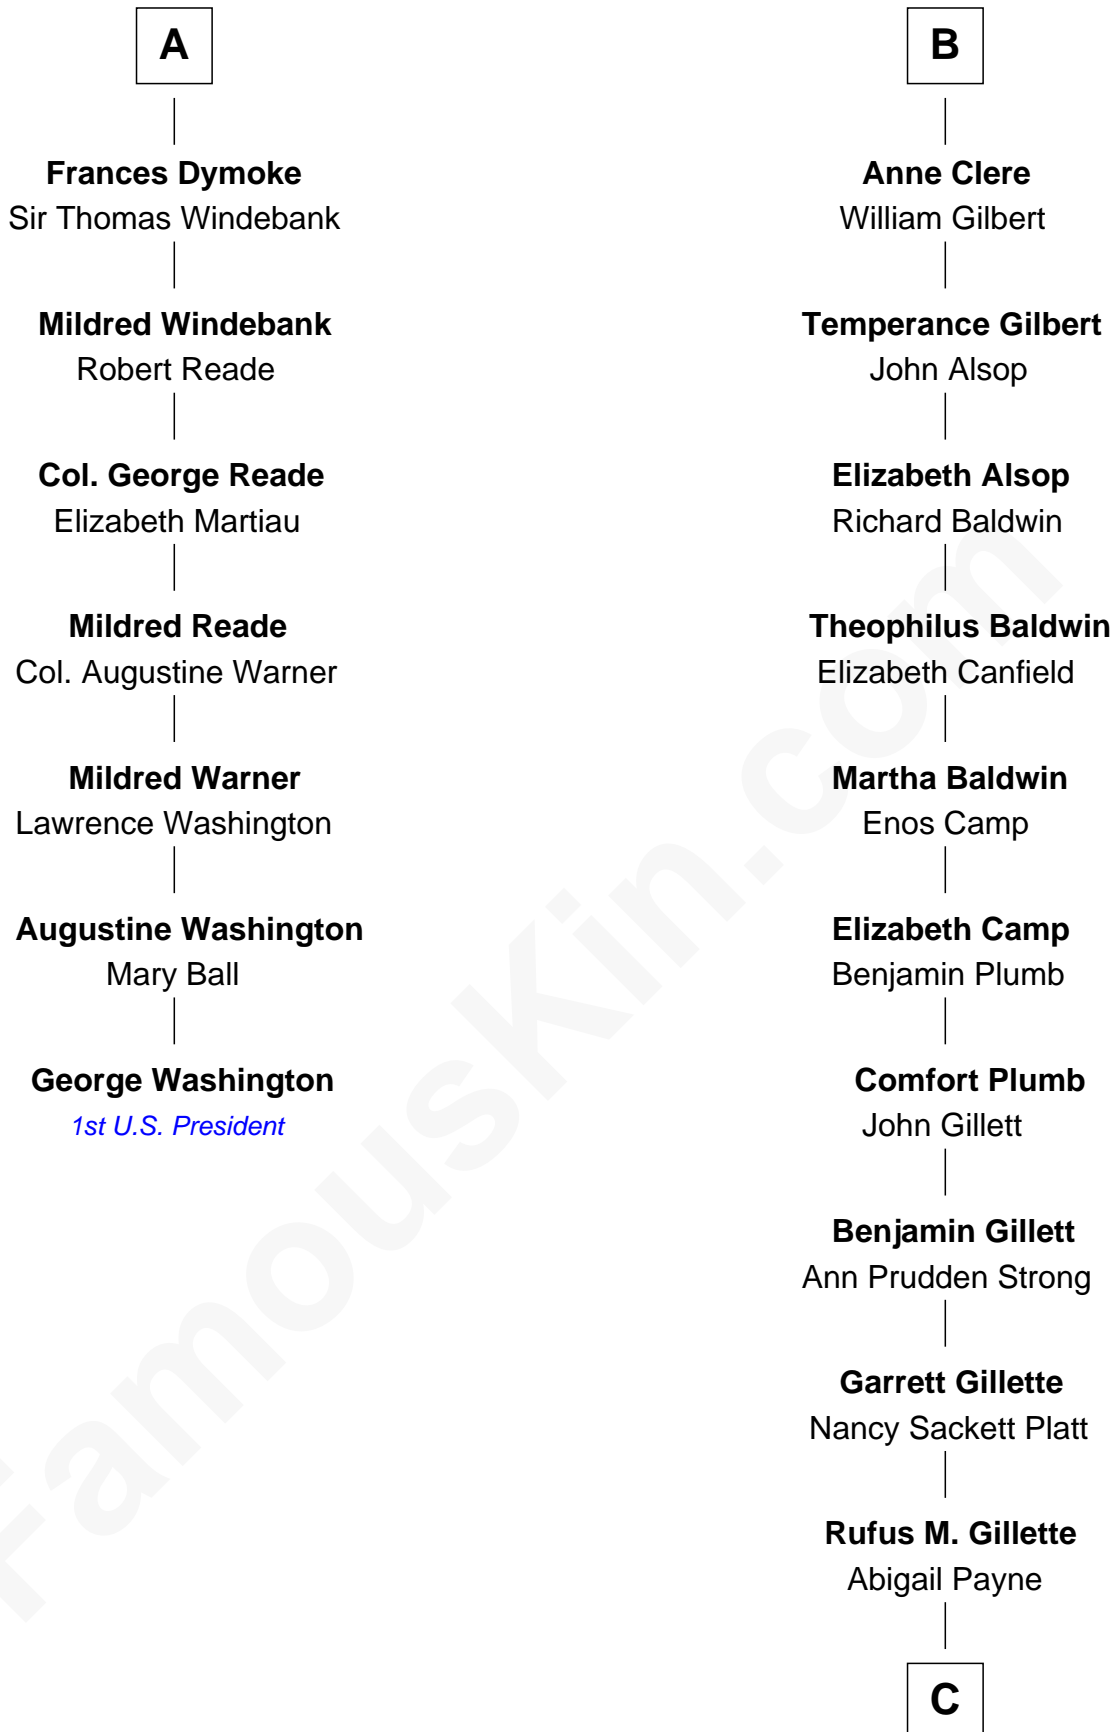 A
Frances Dymoke
Sir Thomas Windebank
Mildred Windebank
Robert Reade
Col. George Reade
Elizabeth Martiau
Mildred Reade
Col. Augustine Warner
Mildred Warner
Lawrence Washington
Augustine Washington
Mary Ball
George Washington
1st U.S. President
B
Anne Clere
William Gilbert
Temperance Gilbert
John Alsop
Elizabeth Alsop
Richard Baldwin
Theophilus Baldwin
Elizabeth Canfield
Martha Baldwin
Enos Camp
Elizabeth Camp
Benjamin Plumb
Comfort Plumb
John Gillett
Benjamin Gillett
Ann Prudden Strong
Garrett Gillette
Nancy Sackett Platt
Rufus M. Gillette
Abigail Payne
C
FamousKin.com